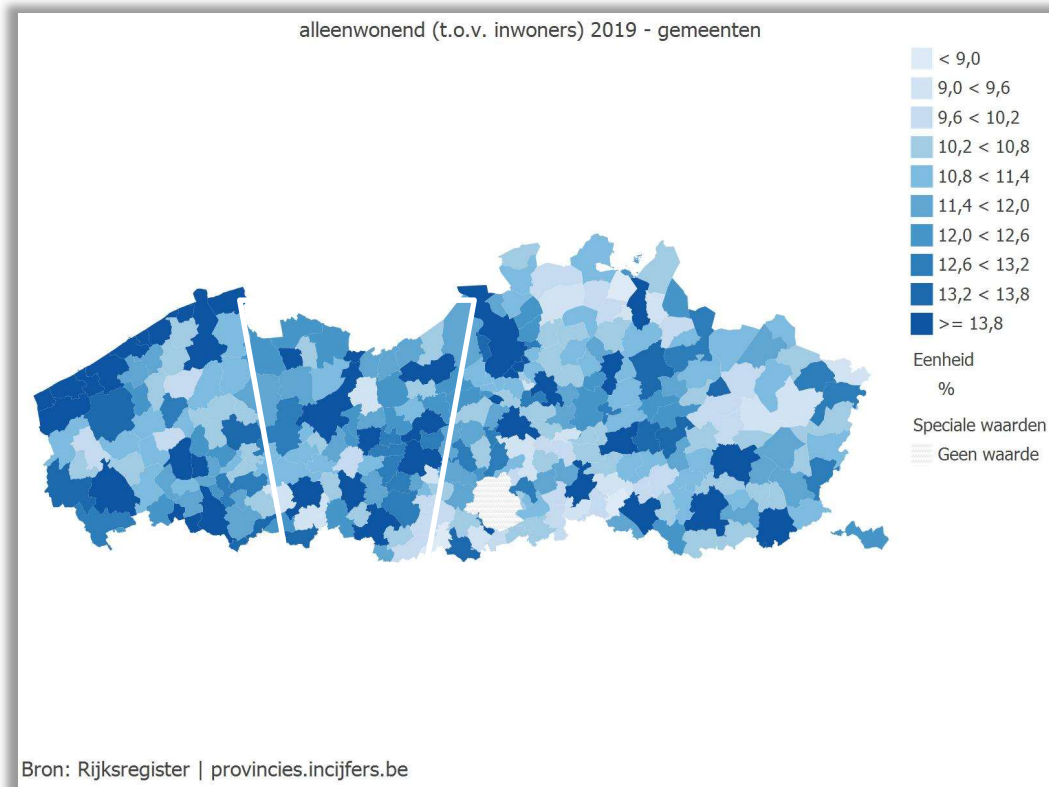 alleenwonend (t.o.v. inwoners) 2019 - gemeenten
< 9,0
9,0 < 9,6
9,6 < 10,2
10,2 < 10,8
10,8 < 11,4
11,4 < 12,0
12,0 < 12,6
12,6 < 13,2
13,2 < 13,8
>= 13,8
Eenheid
%
Speciale waarden
Geen waarde
Bron: Rijksregister | provincies.incijfers.be